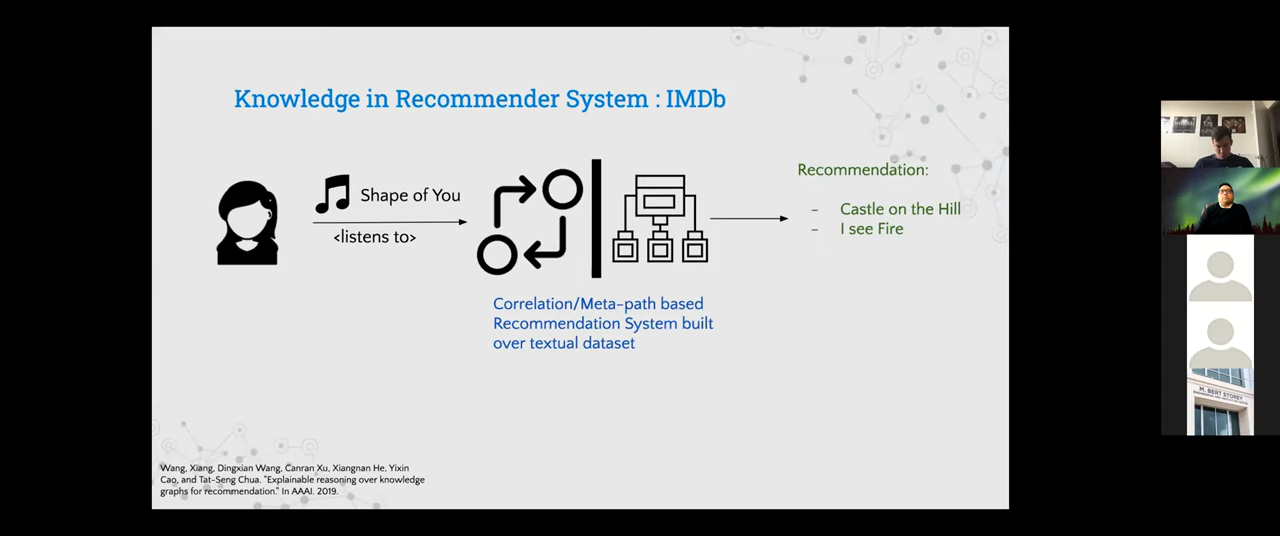 Knowledge in Recommender System : IMDb
Shape of You
<listens to>
Correlation/Meta-path based
Recommendation System built
over textual dataset
Recommendation:
- Castle on the Hill
- I see Fire
Wang, Xiang, Dingxian Wang, Canran Xu, Xiangnan He, Yixin
Cao, and Tat-Seng Chua. "Explainable reasoning over knowledge
graphs for recommendation." In AAAI. 2019.
M. BERT STOREY